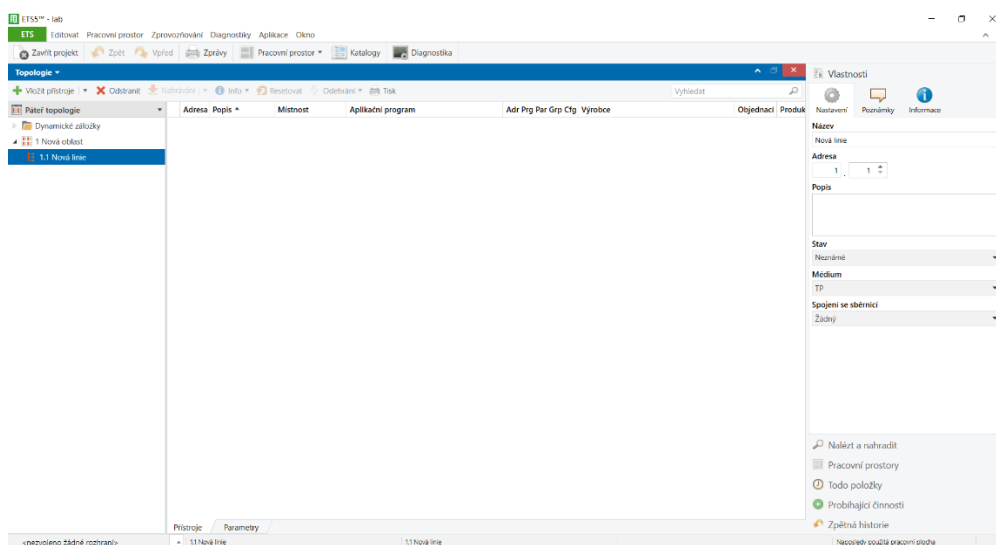 ETS5™ - lab
ETS Editovat Pracovní prostor Zprovozňování Diagnostiky Aplikace Okno
Zavřít projekt Zpět Vpřed Zprávy Pracovní prostor Katalogy Diagnostika
Topologie
Vložit přístroje Odstranit Nahrávání Info Resetovat Odehrání Tisk Vyhledat
Páteř topologie
Adresa Popis Místnost Aplikační program Adr Prg Par Grp Cfg Výrobce Objednací Produk
Dynamické záložky
1 Nová oblast
1.1 Nová linie
Vlastnosti
Nastavení Poznámky Informace
Název
Nová linie
Adresa
1 . 1
Popis
Stav
Neznámé
Médium
TP
Spojení se sběrnicí
Žádný
Nalézt a nahradit
Pracovní prostory
Todo položky
Probíhající činnosti
Zpětná historie
Přístroje Parametry
<nezvoleno žádné rozhraní> 1.1 Nová linie 1.1 Nová linie Naposledy použitá pracovní plocha